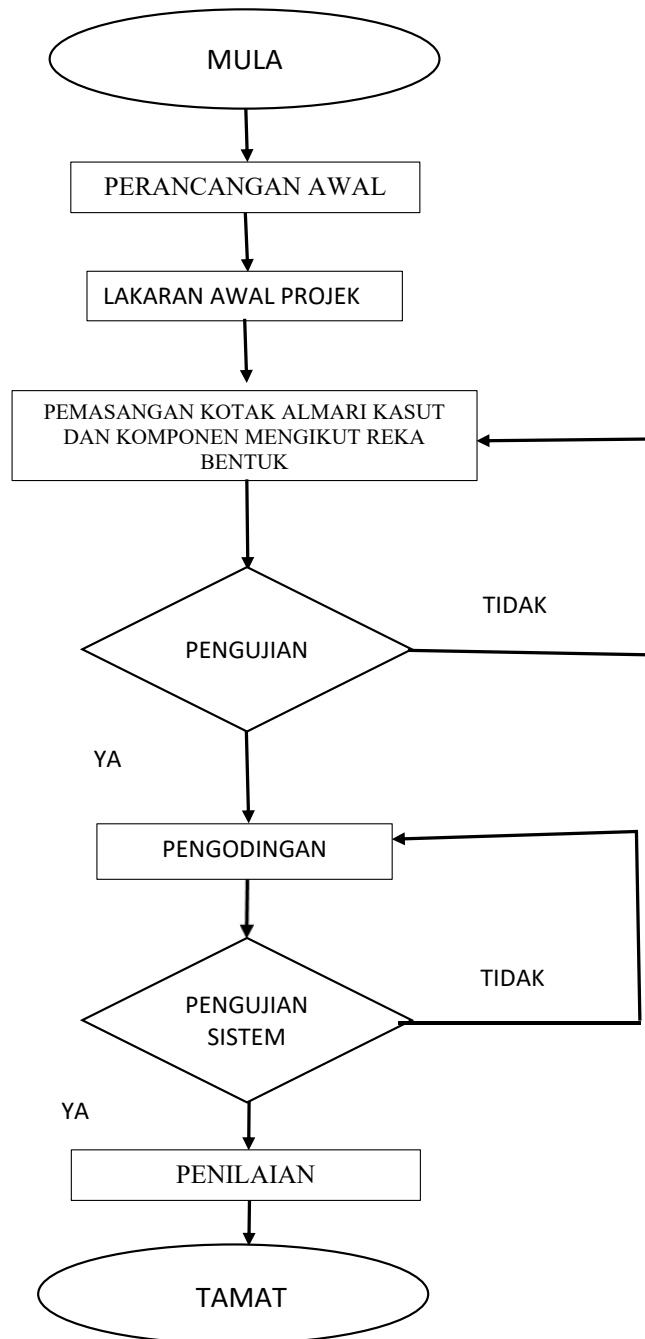 MULA
PERANCANGAN AWAL
LAKARAN AWAL PROJEK
PEMASANGAN KOTAK ALMARI KASUT
DAN KOMPONEN MENGIKUT REKA
BENTUK
TIDAK
PENGUJIAN
YA
PENGODINGAN
TIDAK
PENGUJIAN
SISTEM
YA
PENILAIAN
TAMAT